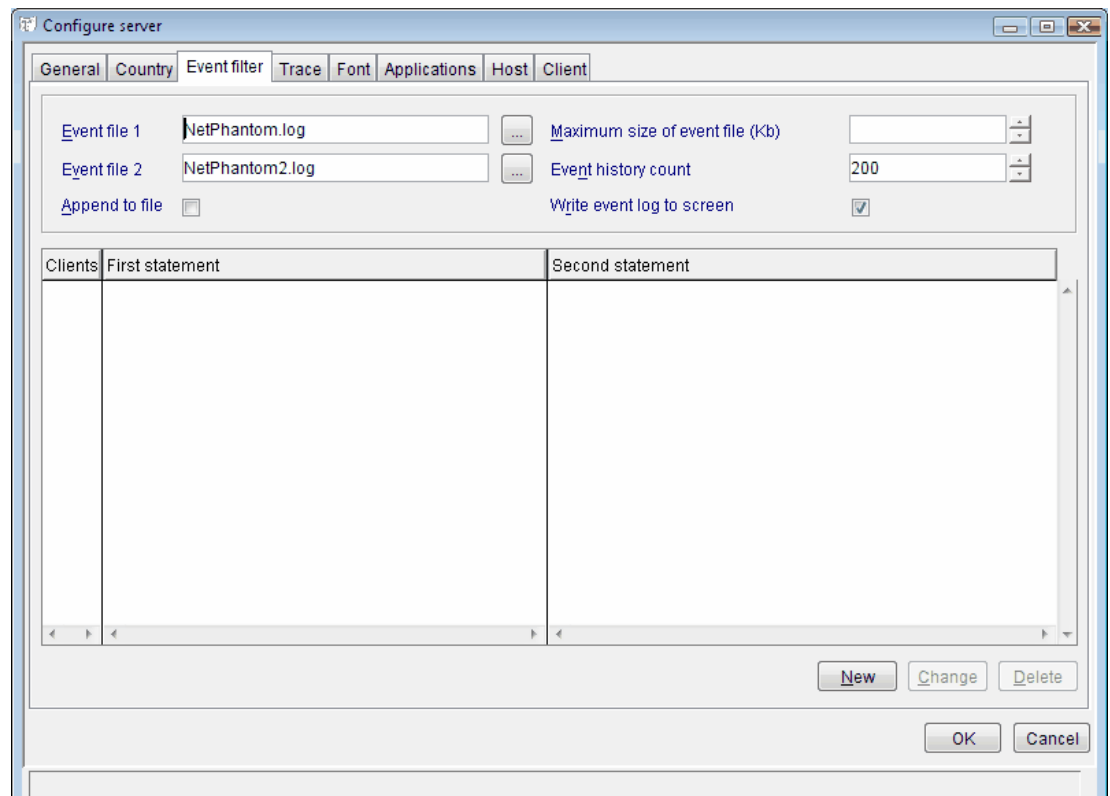 Configure server
General Country Event filter Trace Font Applications Host Client
Event file 1 NetPhantom.log ... Maximum size of event file (Kb)
Event file 2 NetPhantom2.log ... Event history count 200
Append to file Write event log to screen
Clients First statement Second statement
New Change Delete
OK Cancel